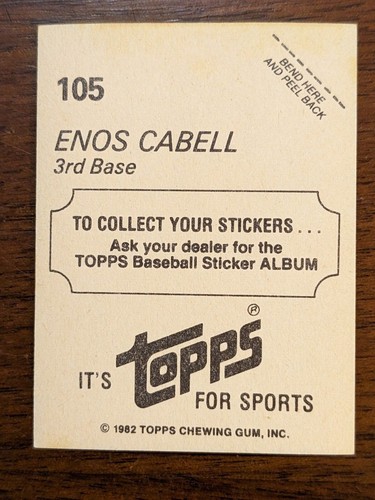 105
BEND HERE
AND PEEL BACK
ENOS CABELL
3rd Base
TO COLLECT YOUR STICKERS...
Ask your dealer for the
TOPPS Baseball Sticker ALBUM
IT'S topps®
FOR SPORTS
© 1982 TOPPS CHEWING GUM, INC.